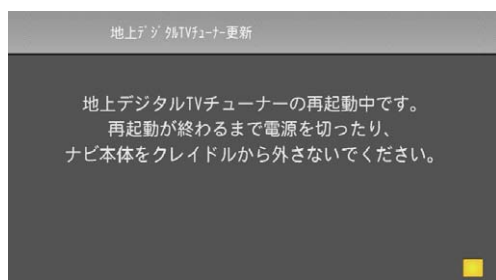 地上ﾃﾞｼﾞﾀﾙTVﾁｭｰﾅｰ更新
地上デジタルTVチューナーの再起動中です。
再起動が終わるまで電源を切ったり、
ナビ本体をクレイドルから外さないでください。